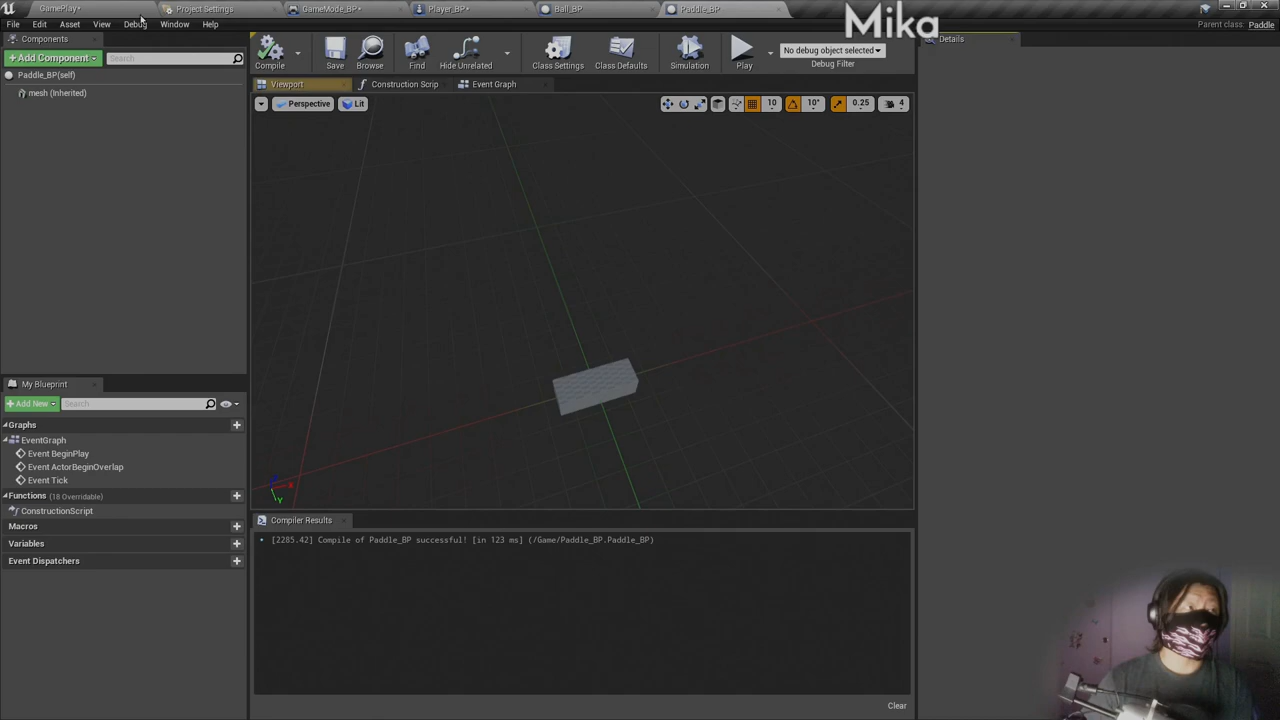 GamePlay•
Project Settings
GameMode_BP•
Player_BP•
Ball_BP
Paddle_BP
Mika
File
Edit
Asset
View
Debug
Window
Help
Parent class: Paddle
Components
+Add Component
Search
Paddle_BP(self)
mesh (Inherited)
Compile
Save
Browse
Find
Hide Unrelated
Class Settings
Class Defaults
Simulation
Play
No debug object selected
Debug Filter
Details
Viewport
Construction Scrip
Event Graph
Perspective
Lit
10
10°
0.25
4
X
Y
My Blueprint
+Add New
Search
Graphs
EventGraph
Event BeginPlay
Event ActorBeginOverlap
Event Tick
Functions (18 Overridable)
ConstructionScript
Macros
Variables
Event Dispatchers
Compiler Results
• [2285.42] Compile of Paddle_BP successful! [in 123 ms] (/Game/Paddle_BP.Paddle_BP)
Clear